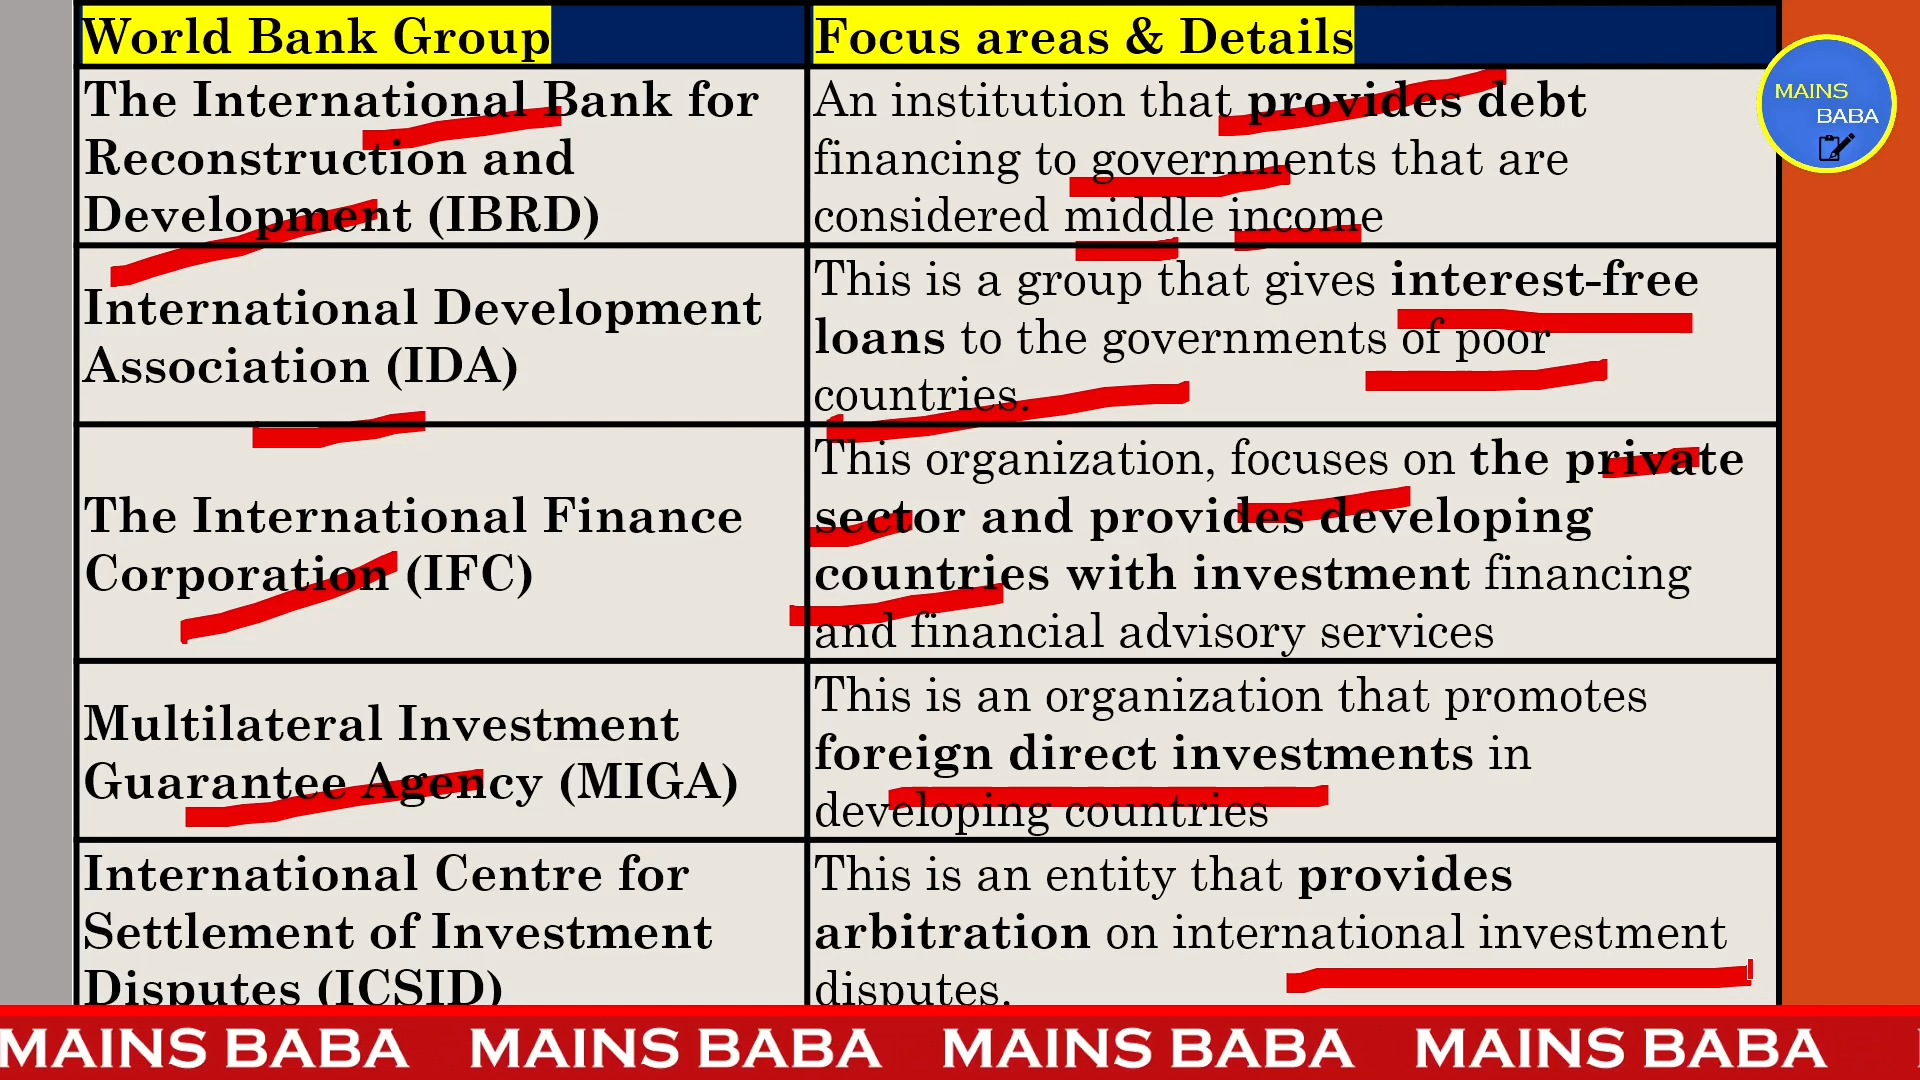 World Bank Group
Focus areas & Details
The International Bank for
Reconstruction and
Development (IBRD)
An institution that provides debt
financing to governments that are
considered middle income
International Development
Association (IDA)
This is a group that gives interest-free
loans to the governments of poor
countries.
The International Finance
Corporation (IFC)
This organization, focuses on the private
sector and provides developing
countries with investment financing
and financial advisory services
Multilateral Investment
Guarantee Agency (MIGA)
This is an organization that promotes
foreign direct investments in
developing countries
International Centre for
Settlement of Investment
Disputes (ICSID)
This is an entity that provides
arbitration on international investment
disputes.
MAINS
BABA
MAINS BABA MAINS BABA MAINS BABA MAINS BABA